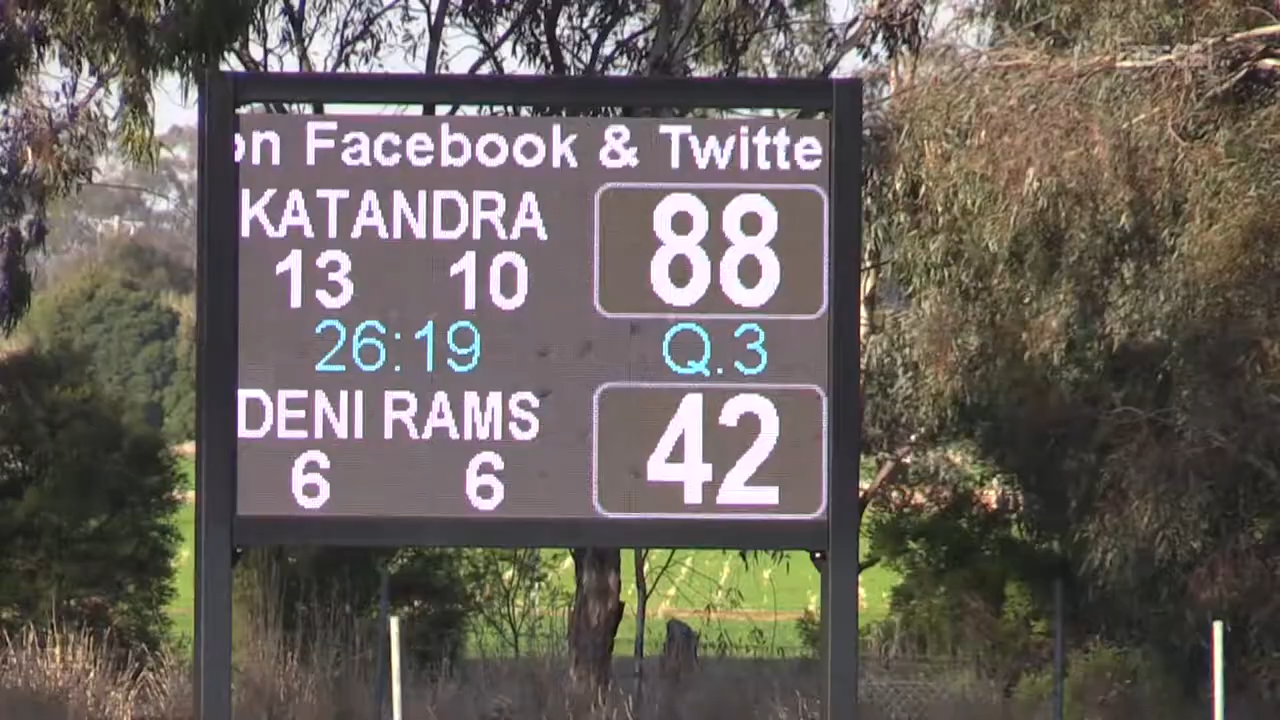 on Facebook & Twitte
KATANDRA
13 10 88
26:19 Q.3
DENI RAMS
6 6 42